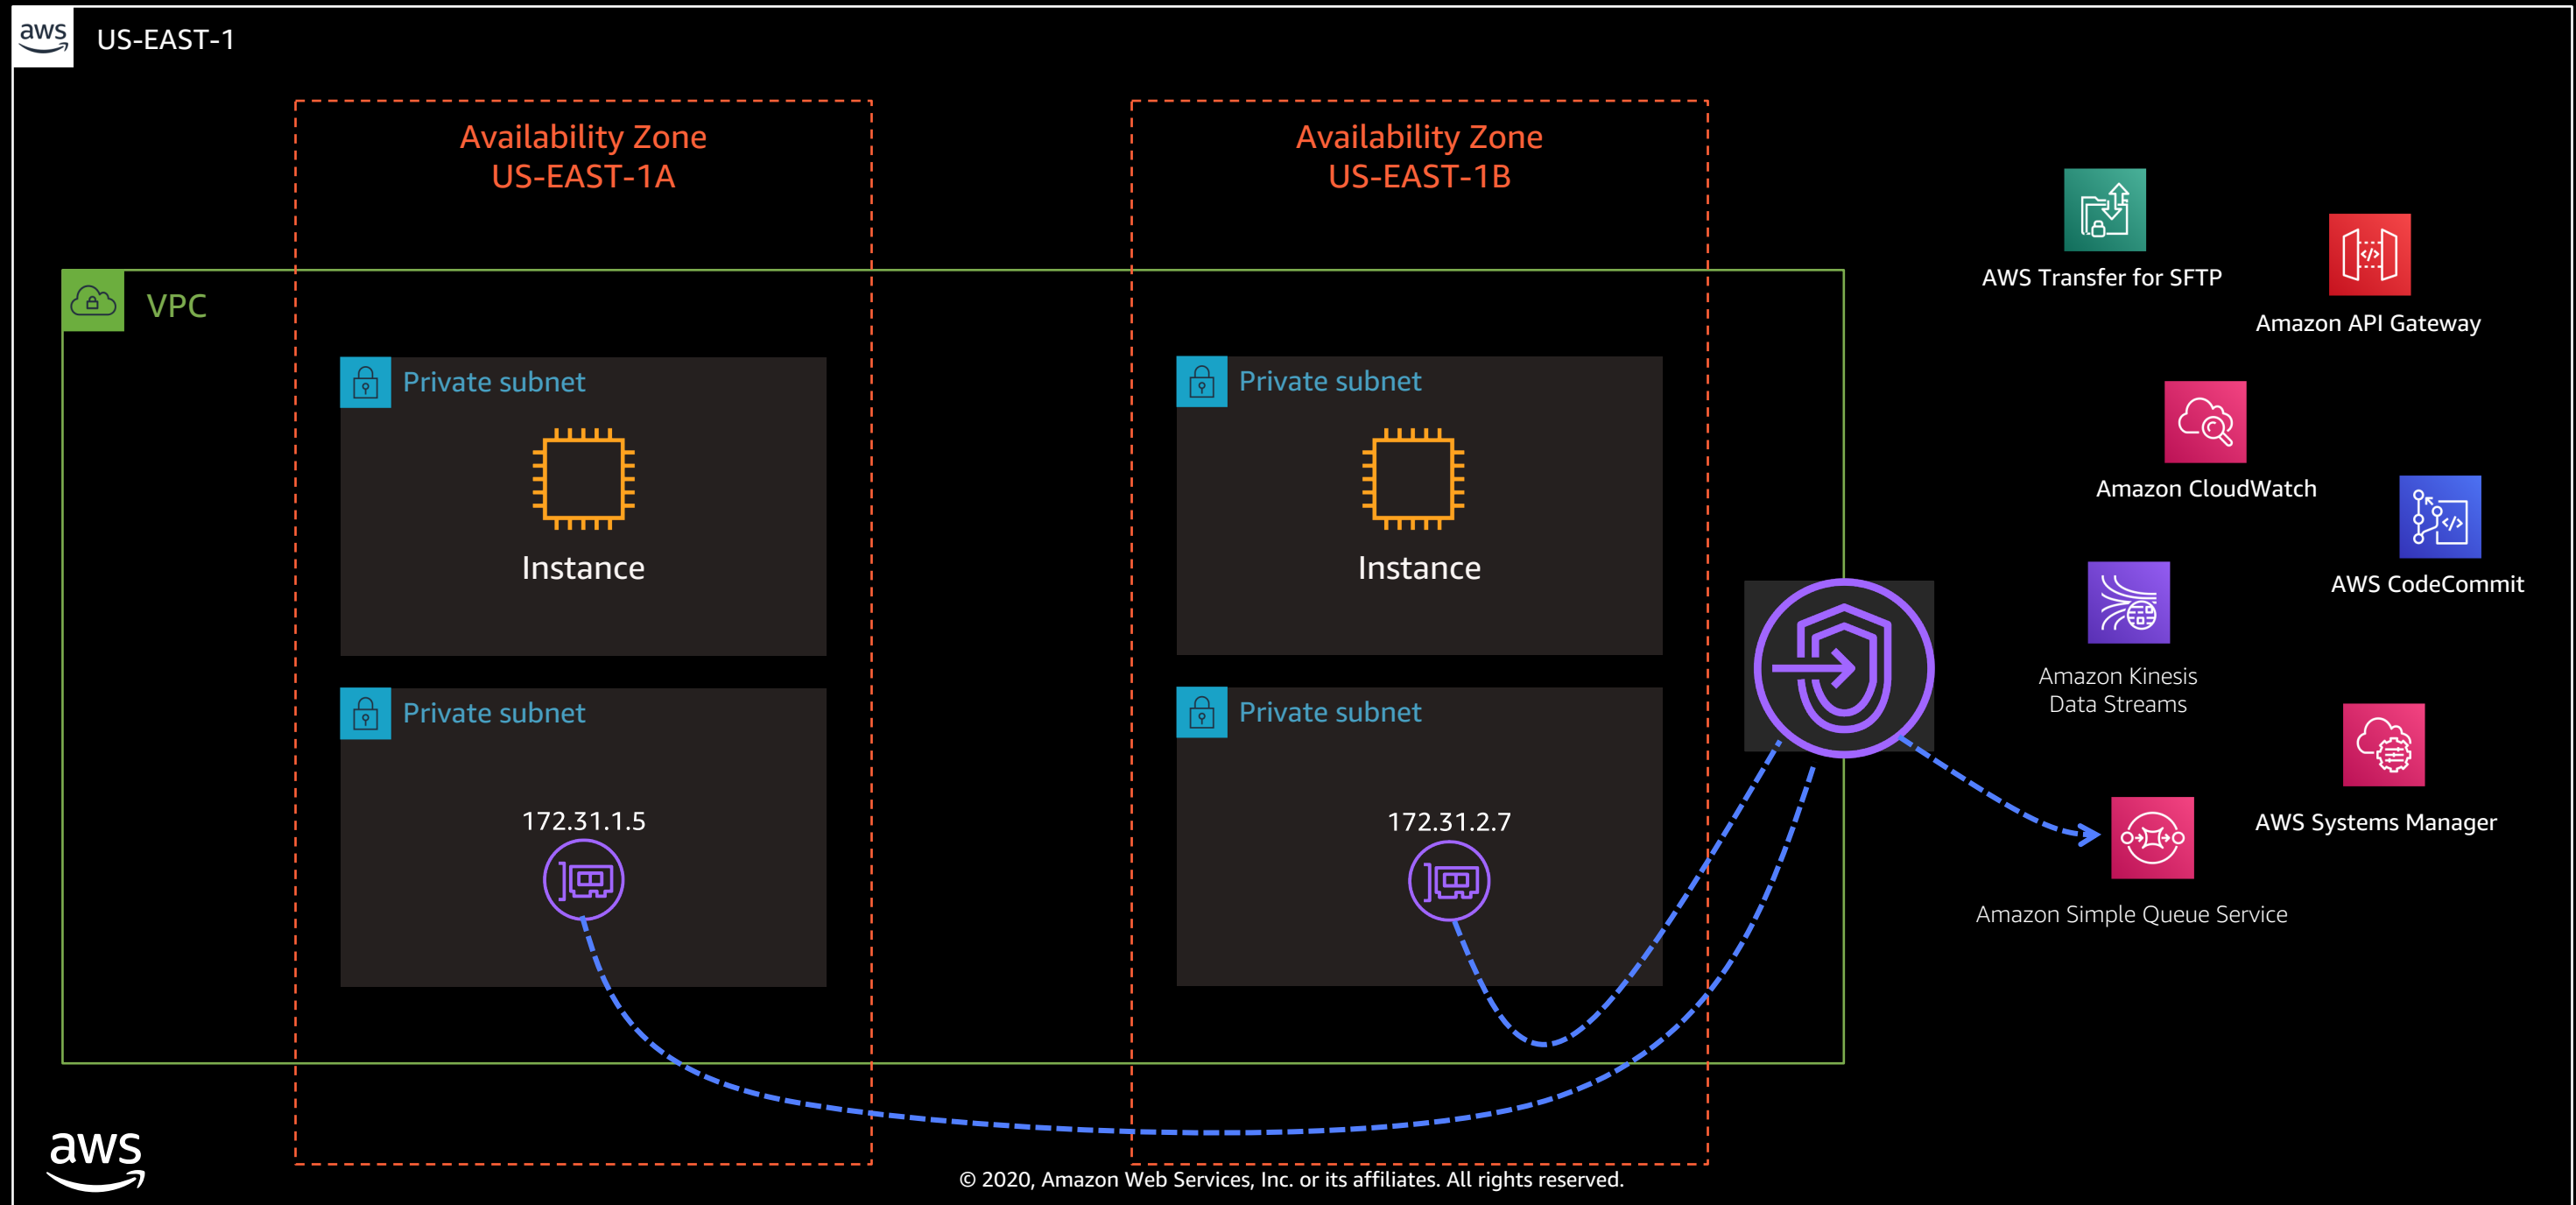 aws
US-EAST-1
Availability Zone
US-EAST-1A
Availability Zone
US-EAST-1B
VPC
Private subnet
Instance
Private subnet
172.31.1.5
Private subnet
Instance
Private subnet
172.31.2.7
AWS Transfer for SFTP
</>
Amazon API Gateway
Amazon CloudWatch
</>
AWS CodeCommit
Amazon Kinesis
Data Streams
AWS Systems Manager
Amazon Simple Queue Service
aws
© 2020, Amazon Web Services, Inc. or its affiliates. All rights reserved.